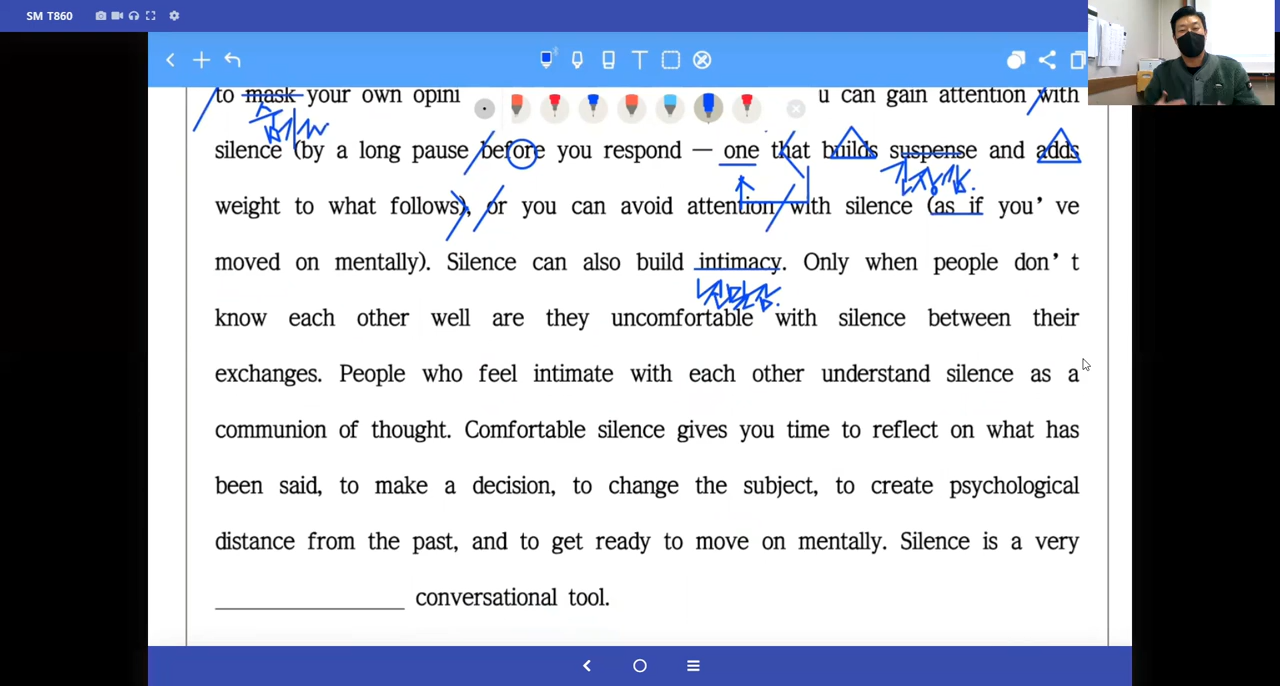 SM T860
to mask your own opini u can gain attention with
silence (by a long pause before you respond — one that builds suspense and adds
긴장감.
weight to what follows), or you can avoid attention with silence (as if you’ve
moved on mentally). Silence can also build intimacy. Only when people don’t
친밀감.
know each other well are they uncomfortable with silence between their
exchanges. People who feel intimate with each other understand silence as a
communion of thought. Comfortable silence gives you time to reflect on what has
been said, to make a decision, to change the subject, to create psychological
distance from the past, and to get ready to move on mentally. Silence is a very
conversational tool.